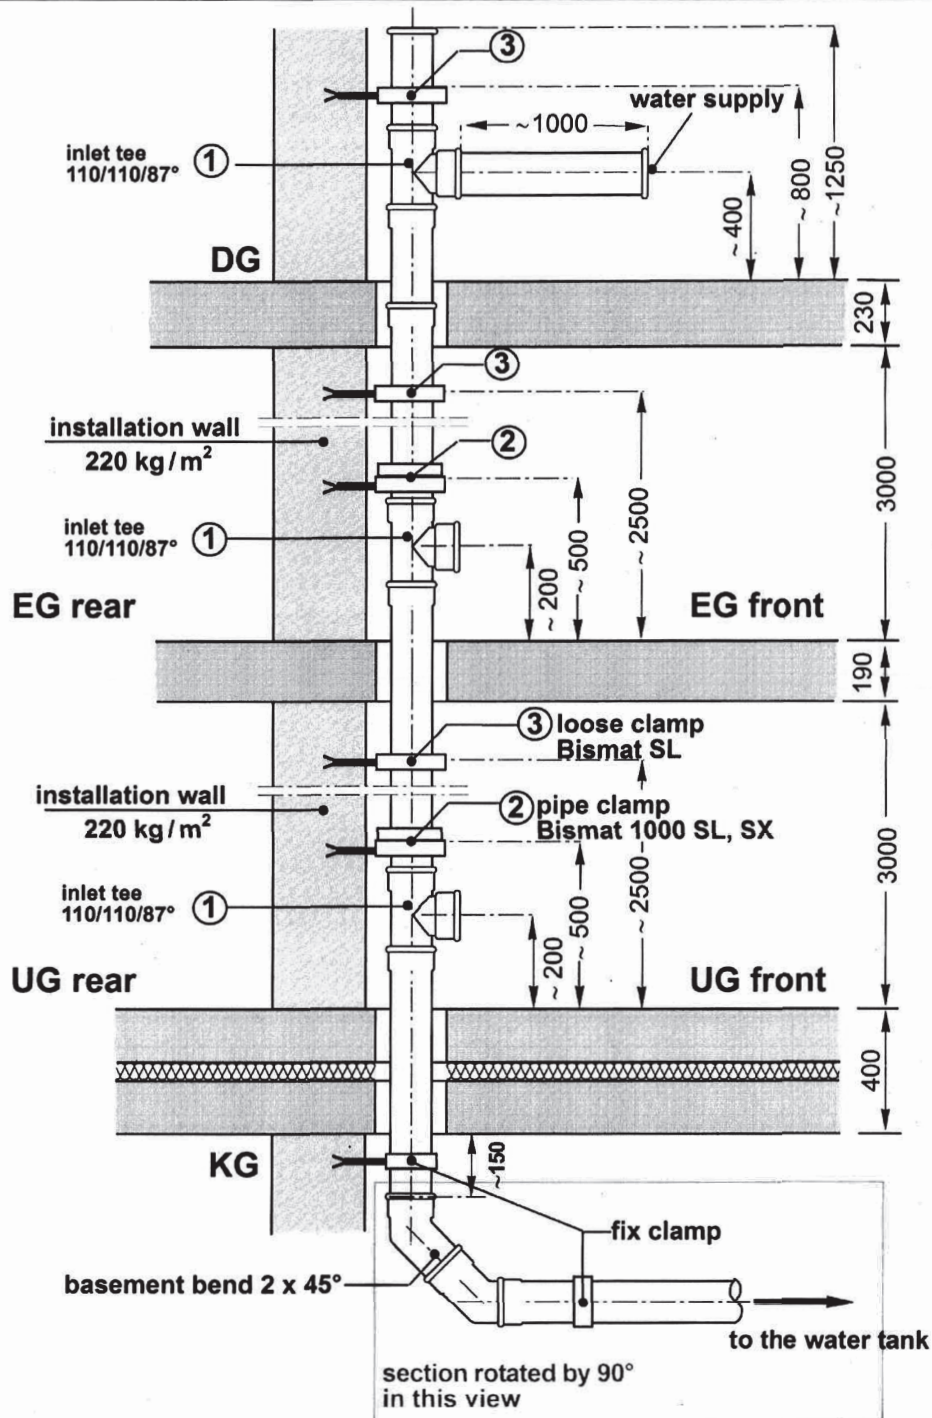 3
water supply
~1000
inlet tee
110/110/87°
1
~400
~800
~1250
DG
230
3
installation wall
220 kg/m²
2
inlet tee
110/110/87°
1
~200
~500
~2500
3000
EG rear
EG front
190
3 loose clamp
Bismat SL
installation wall
220 kg/m²
2 pipe clamp
Bismat 1000 SL, SX
inlet tee
110/110/87°
1
~200
~500
~2500
3000
UG rear
UG front
400
KG
~150
fix clamp
basement bend 2 x 45°
to the water tank
section rotated by 90°
in this view